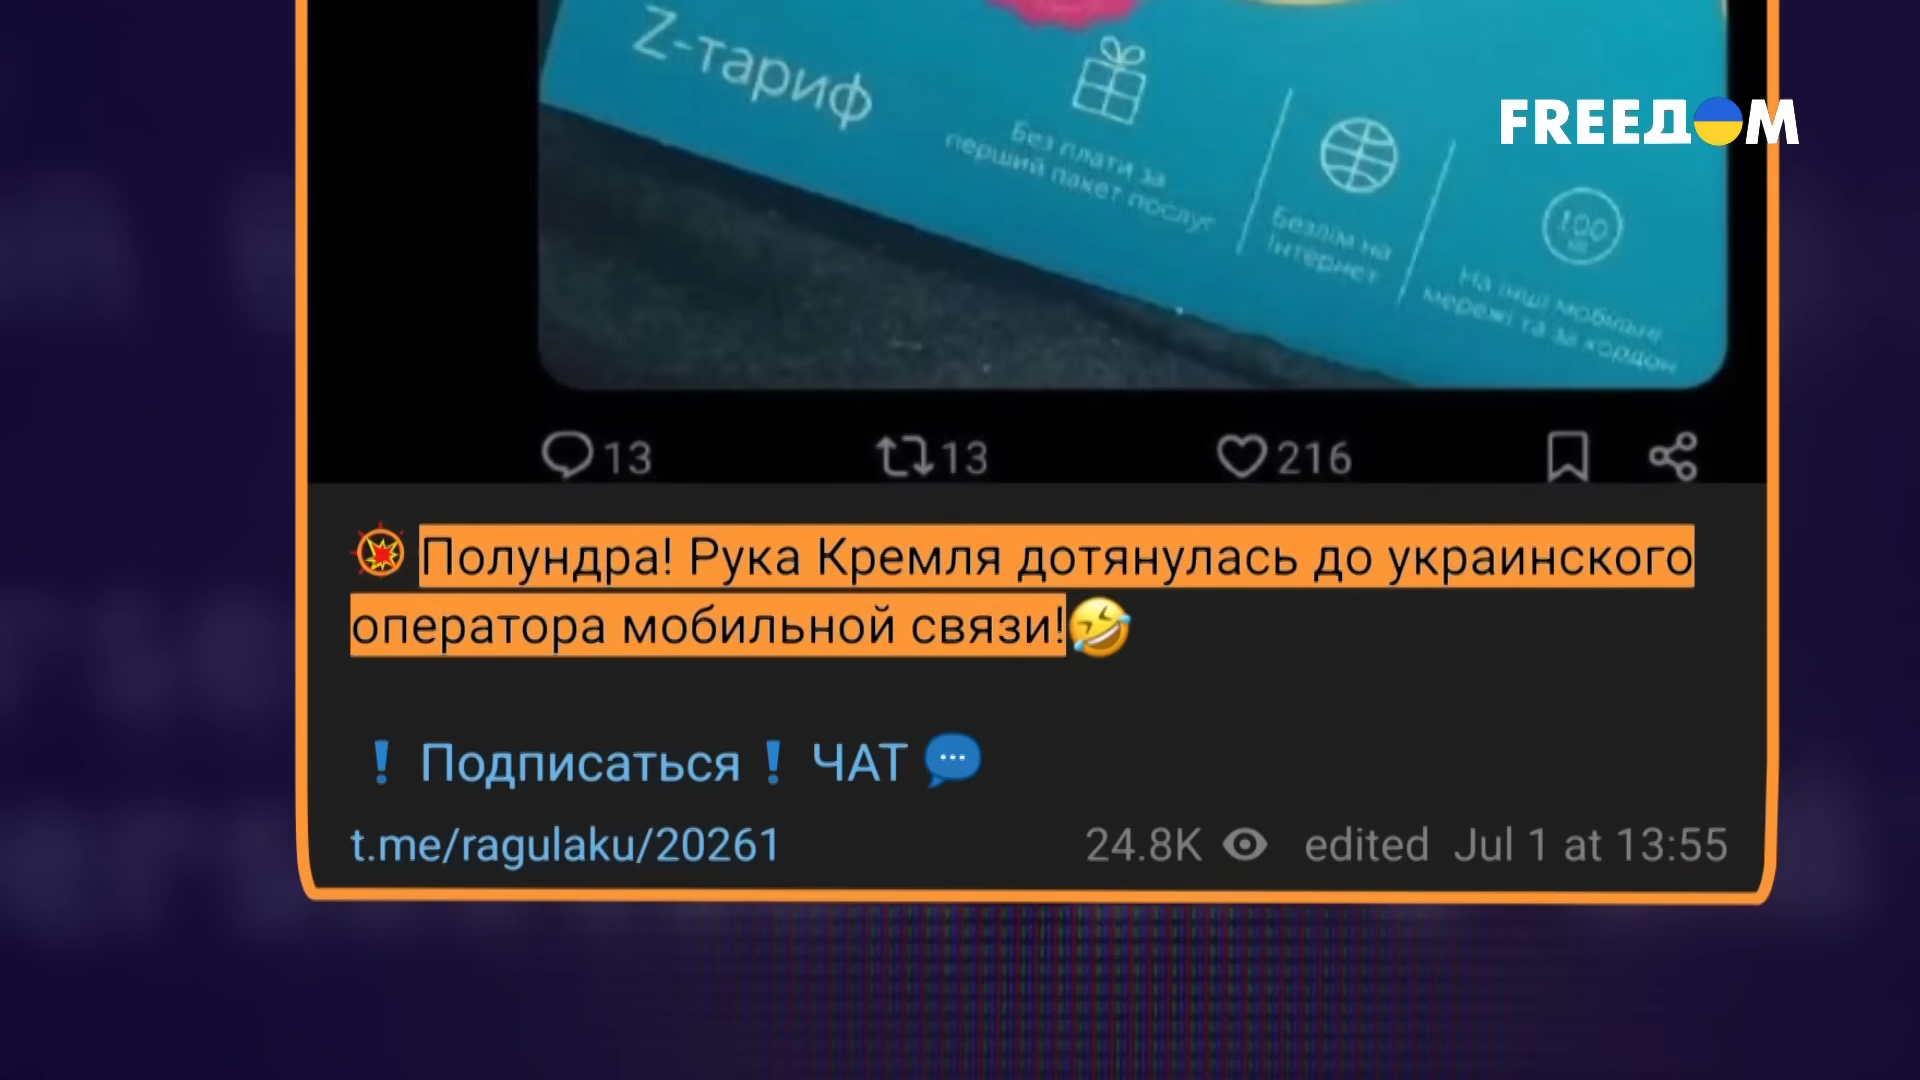 Z-тариф
Без плати за
перший пакет послуг
Безлім на
Інтернет
100
На інші мобільні
мережі та за кордон
FREEДOM
13
13
216
Полундра! Рука Кремля дотянулась до украинского
оператора мобильной связи!
❗ Подписаться ❗ ЧАТ
t.me/ragulaku/20261
24.8K edited Jul 1 at 13:55